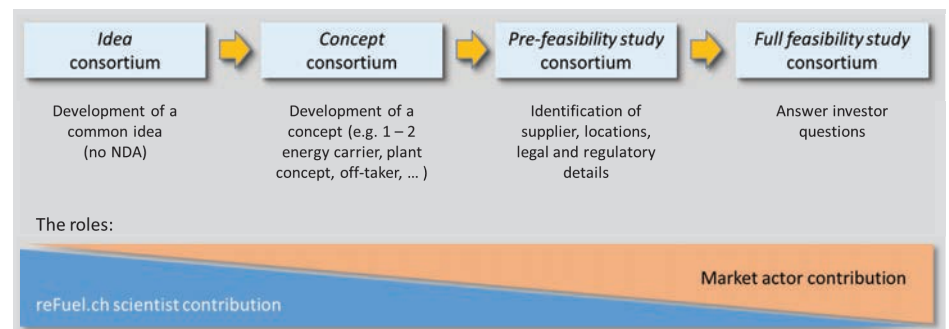 Idea
consortium
Concept
consortium
Pre-feasibility study
consortium
Full feasibility study
consortium
Development of a
common idea
(no NDA)
Development of a
concept (e.g. 1 – 2
energy carrier, plant
concept, off-taker, ... )
Identification of
supplier, locations,
legal and regulatory
details
Answer investor
questions
The roles:
Market actor contribution
reFuel.ch scientist contribution